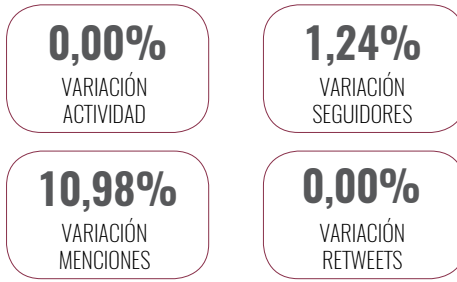 0,00%
VARIACIÓN
ACTIVIDAD
1,24%
VARIACIÓN
SEGUIDORES
10,98%
VARIACIÓN
MENCIONES
0,00%
VARIACIÓN
RETWEETS